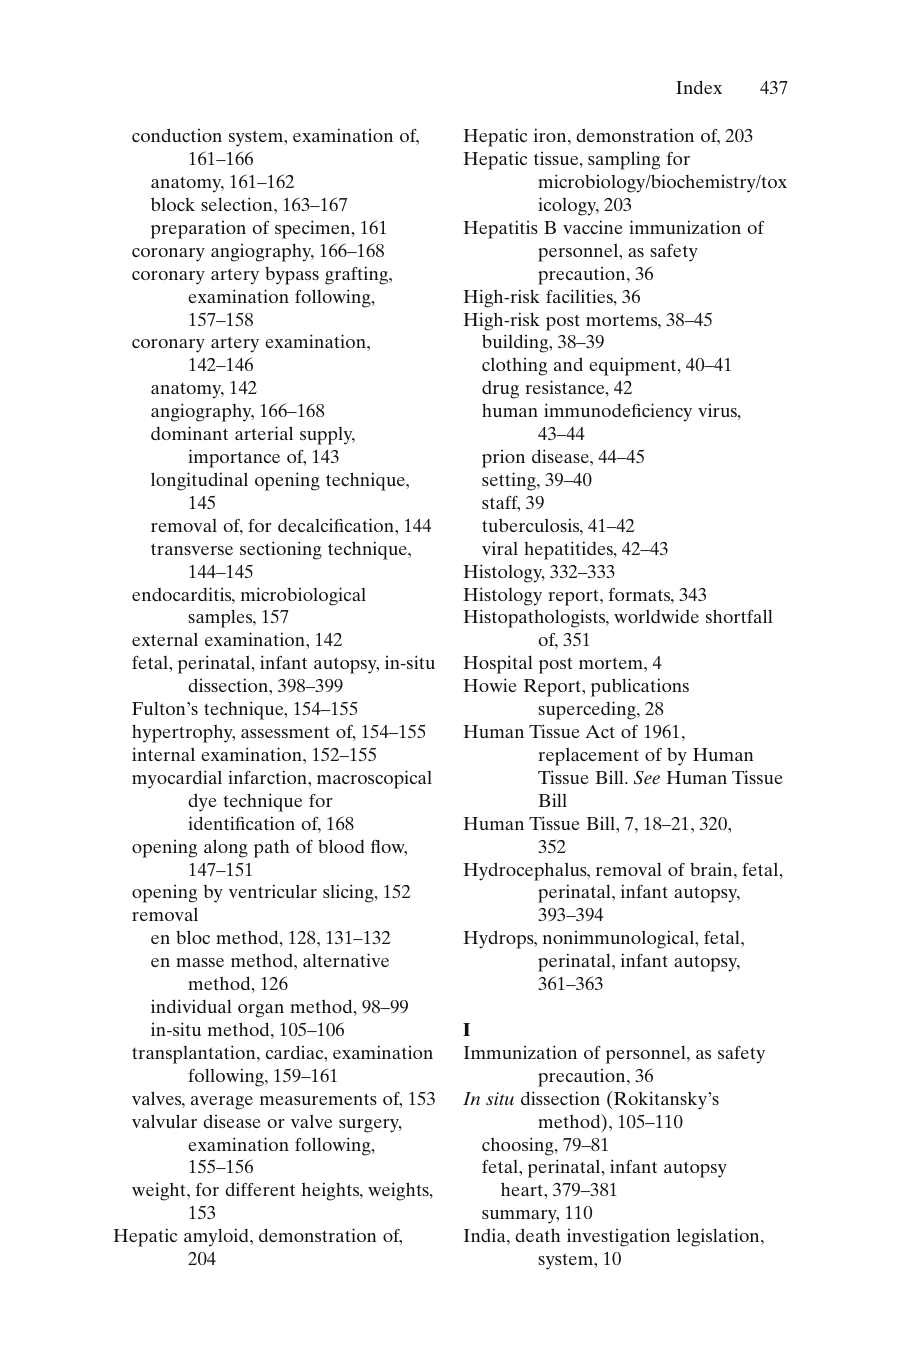 Index 437
conduction system, examination of,
161–166
anatomy, 161–162
block selection, 163–167
preparation of specimen, 161
coronary angiography, 166–168
coronary artery bypass grafting,
examination following,
157–158
coronary artery examination,
142–146
anatomy, 142
angiography, 166–168
dominant arterial supply,
importance of, 143
longitudinal opening technique,
145
removal of, for decalcification, 144
transverse sectioning technique,
144–145
endocarditis, microbiological
samples, 157
external examination, 142
fetal, perinatal, infant autopsy, in-situ
dissection, 398–399
Fulton’s technique, 154–155
hypertrophy, assessment of, 154–155
internal examination, 152–155
myocardial infarction, macroscopical
dye technique for
identification of, 168
opening along path of blood flow,
147–151
opening by ventricular slicing, 152
removal
en bloc method, 128, 131–132
en masse method, alternative
method, 126
individual organ method, 98–99
in-situ method, 105–106
transplantation, cardiac, examination
following, 159–161
valves, average measurements of, 153
valvular disease or valve surgery,
examination following,
155–156
weight, for different heights, weights,
153
Hepatic amyloid, demonstration of,
204
Hepatic iron, demonstration of, 203
Hepatic tissue, sampling for
microbiology/biochemistry/tox
icology, 203
Hepatitis B vaccine immunization of
personnel, as safety
precaution, 36
High-risk facilities, 36
High-risk post mortems, 38–45
building, 38–39
clothing and equipment, 40–41
drug resistance, 42
human immunodeficiency virus,
43–44
prion disease, 44–45
setting, 39–40
staff, 39
tuberculosis, 41–42
viral hepatitides, 42–43
Histology, 332–333
Histology report, formats, 343
Histopathologists, worldwide shortfall
of, 351
Hospital post mortem, 4
Howie Report, publications
superceding, 28
Human Tissue Act of 1961,
replacement of by Human
Tissue Bill. See Human Tissue
Bill
Human Tissue Bill, 7, 18–21, 320,
352
Hydrocephalus, removal of brain, fetal,
perinatal, infant autopsy,
393–394
Hydrops, nonimmunological, fetal,
perinatal, infant autopsy,
361–363
I
Immunization of personnel, as safety
precaution, 36
In situ dissection (Rokitansky’s
method), 105–110
choosing, 79–81
fetal, perinatal, infant autopsy
heart, 379–381
summary, 110
India, death investigation legislation,
system, 10